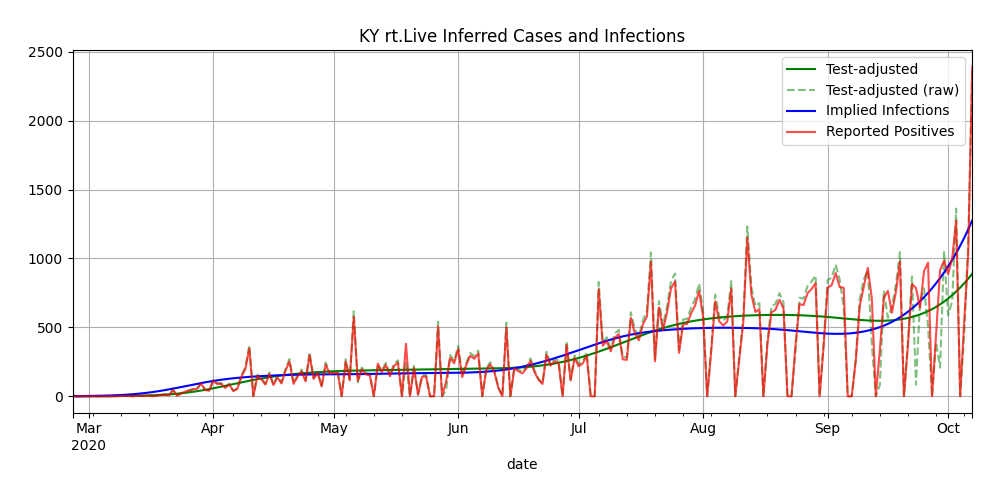 KY rt.Live Inferred Cases and Infections
Test-adjusted
Test-adjusted (raw)
Implied Infections
Reported Positives
2500
2000
1500
1000
500
0
Mar Apr May Jun Jul Aug Sep Oct
2020
date